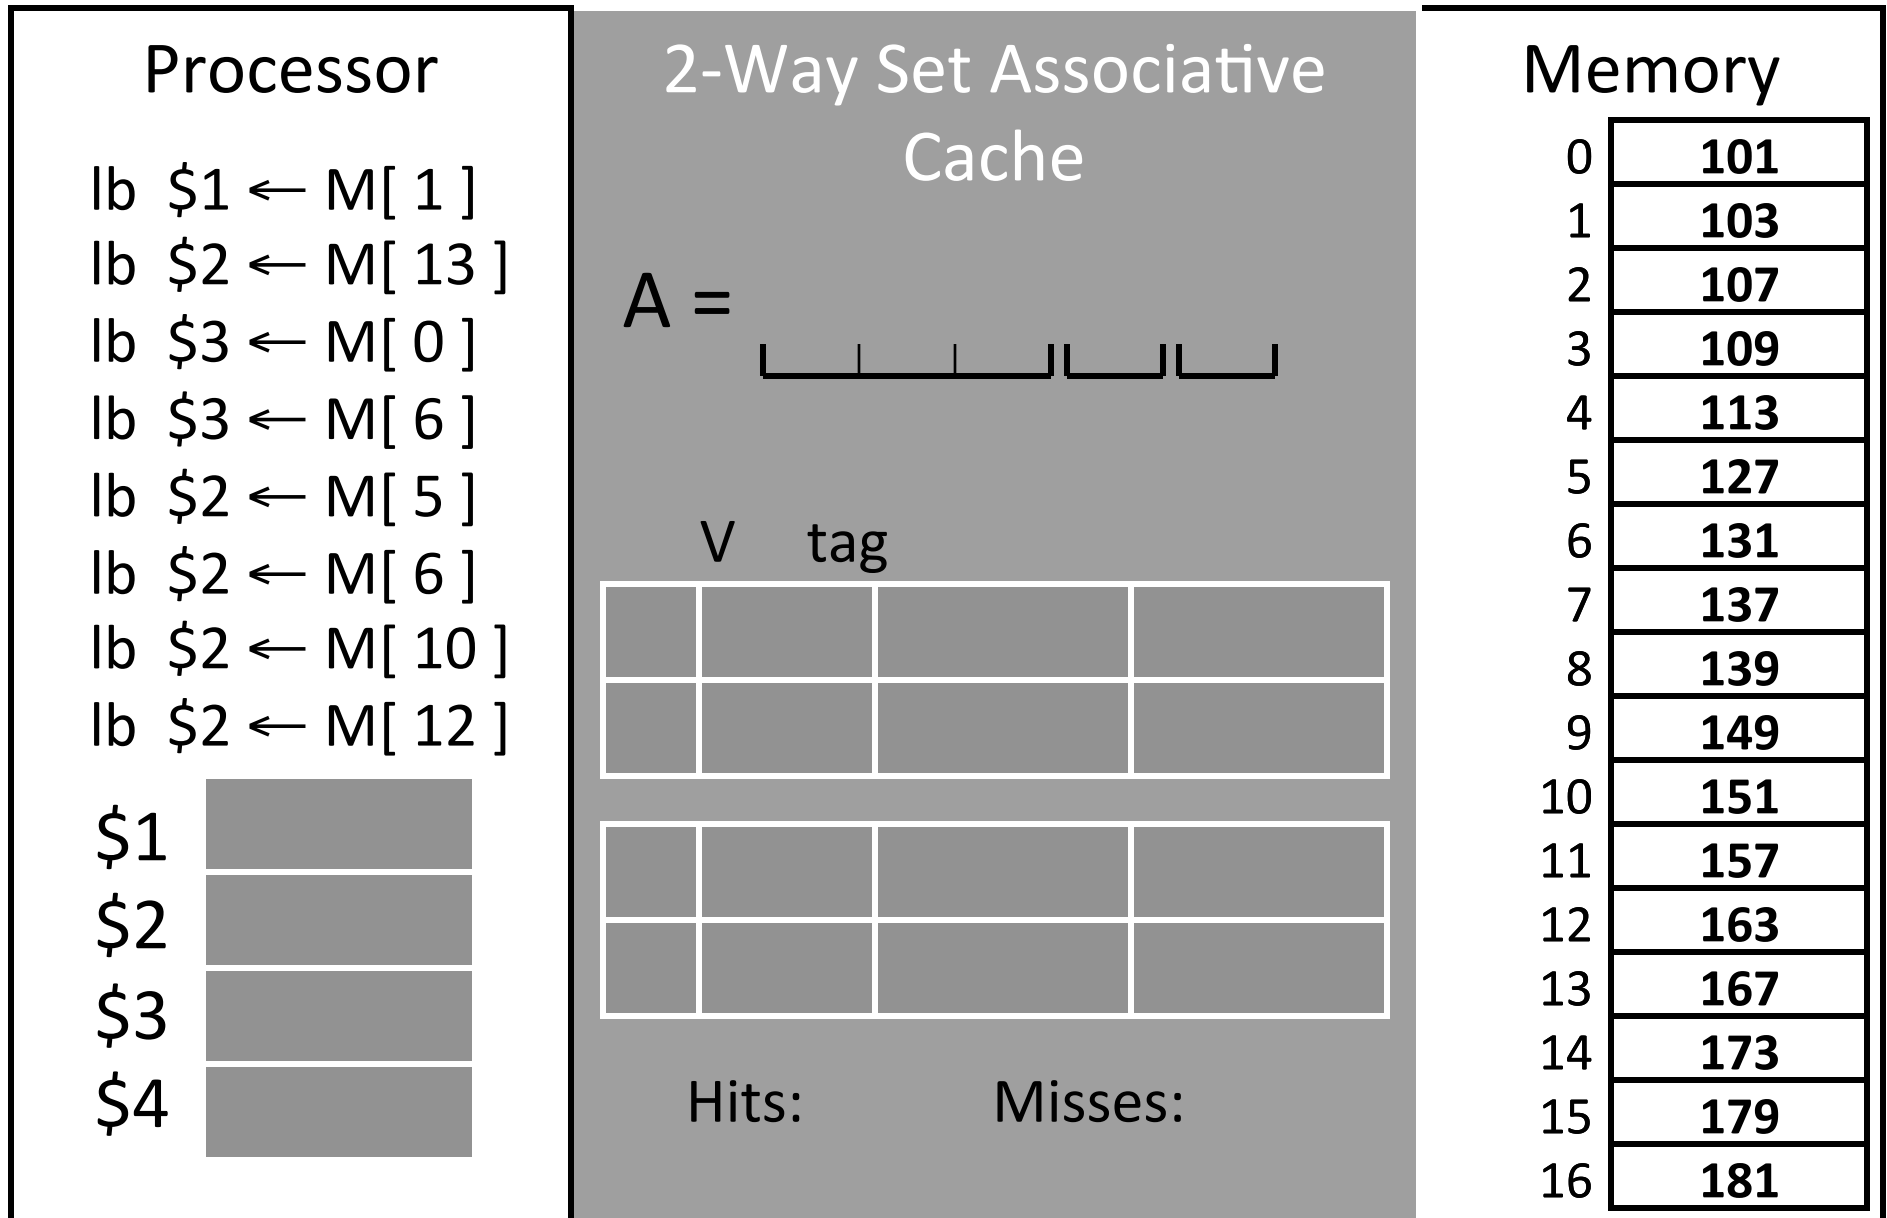 Processor
lb $1 ← M[ 1 ]
lb $2 ← M[ 13 ]
lb $3 ← M[ 0 ]
lb $3 ← M[ 6 ]
lb $2 ← M[ 5 ]
lb $2 ← M[ 6 ]
lb $2 ← M[ 10 ]
lb $2 ← M[ 12 ]
$1
$2
$3
$4
2-Way Set Associative
Cache
A =
V tag
Hits: Misses:
Memory
0 101
1 103
2 107
3 109
4 113
5 127
6 131
7 137
8 139
9 149
10 151
11 157
12 163
13 167
14 173
15 179
16 181